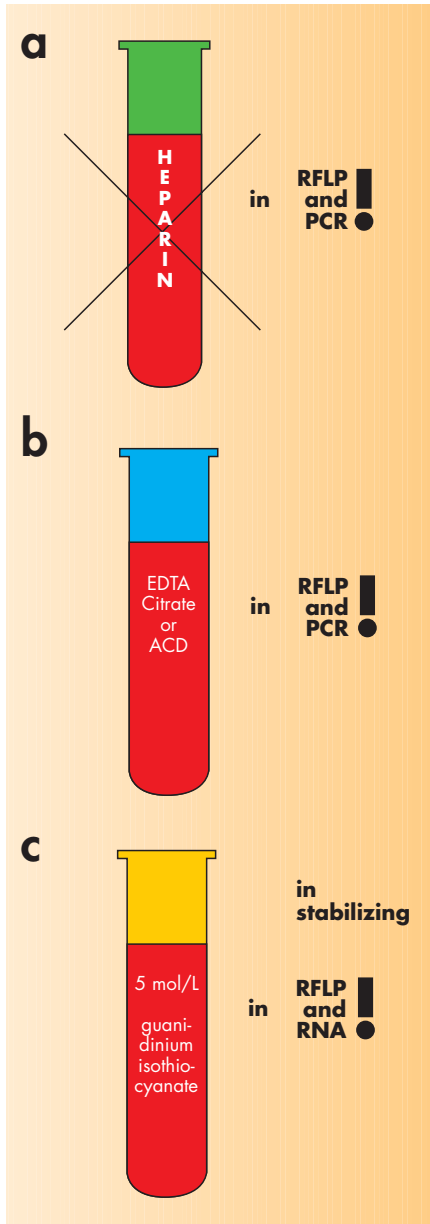 a
HEPARIN
in
RFLP
and
PCR
b
EDTA
Citrate
or
ACD
in
RFLP
and
PCR
c
in
stabilizing
5 mol/L
guani-
dinium
isothio-
cyanate
in
RFLP
and
RNA